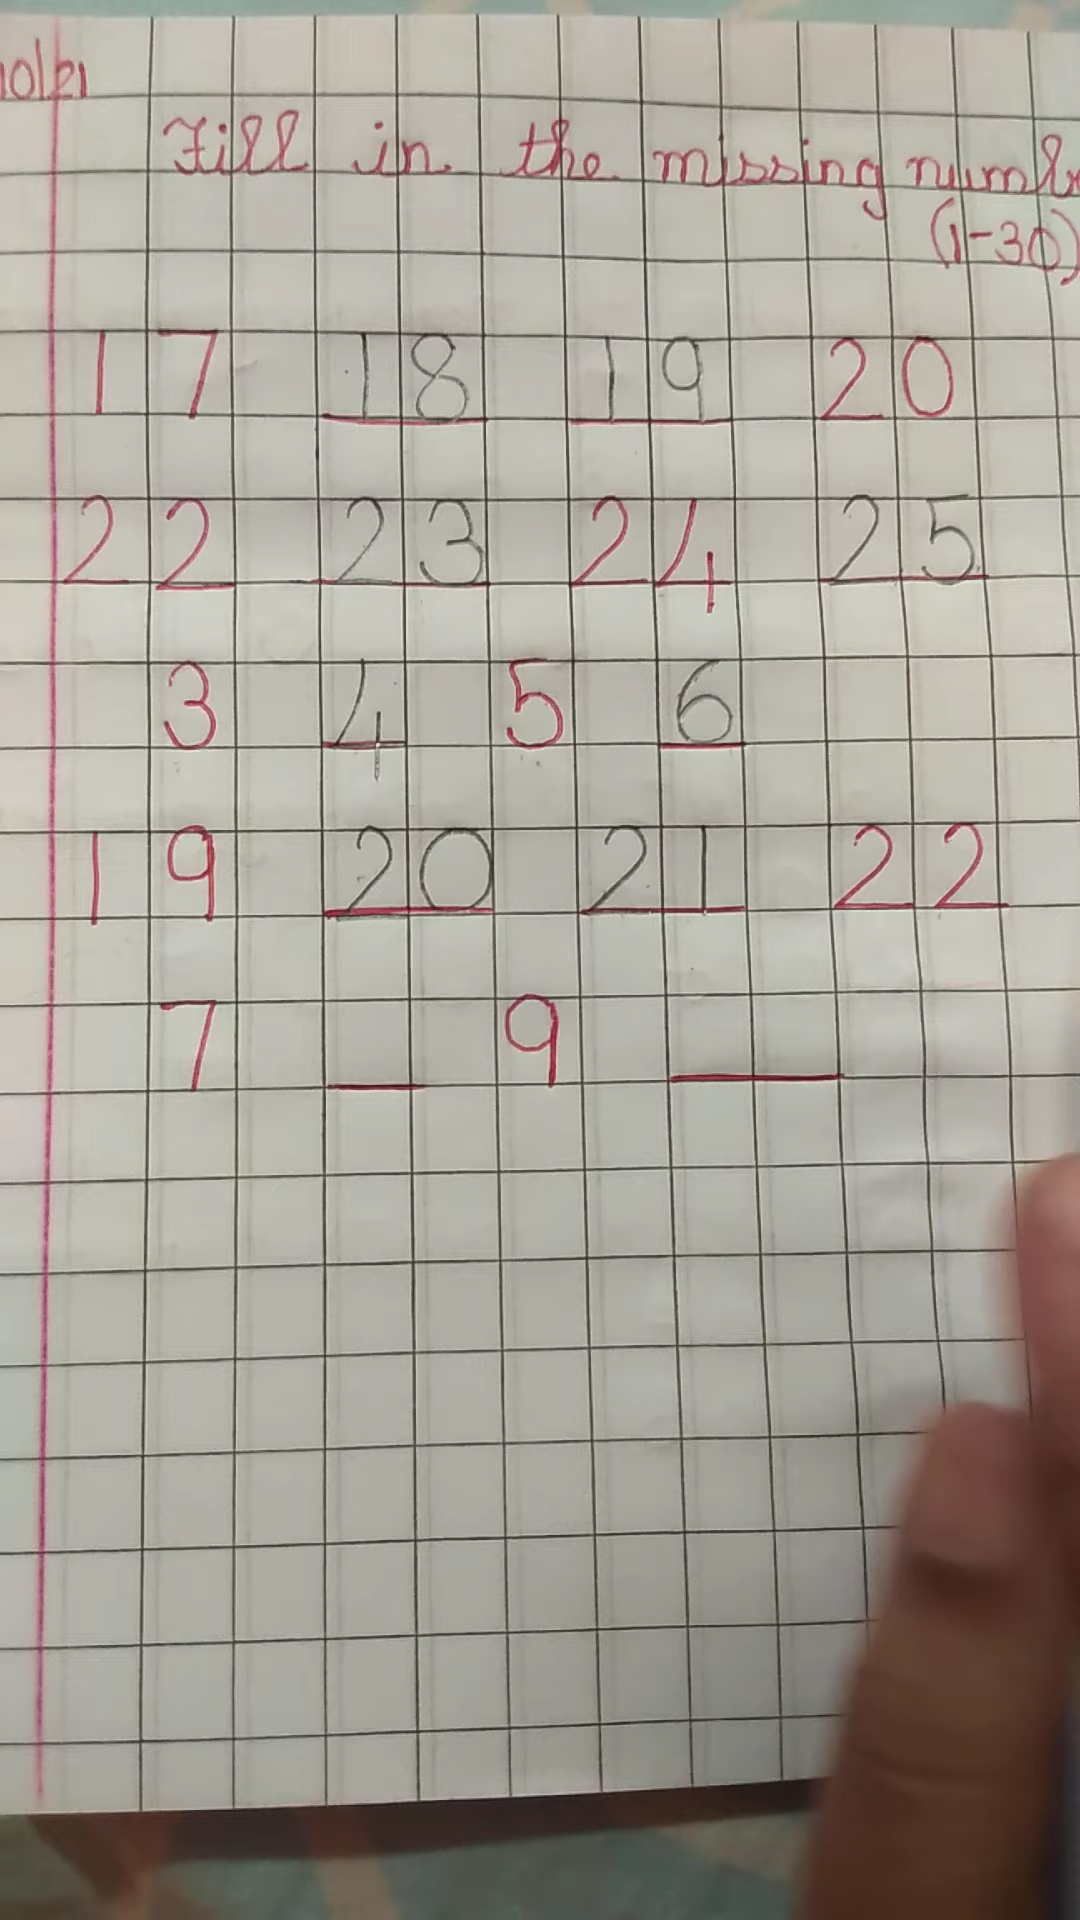 Fill in the missing
(1-30)
17 18 19 20
22 23 24 25
3 4 5 6
19 20 21 22
7 _ 9 __